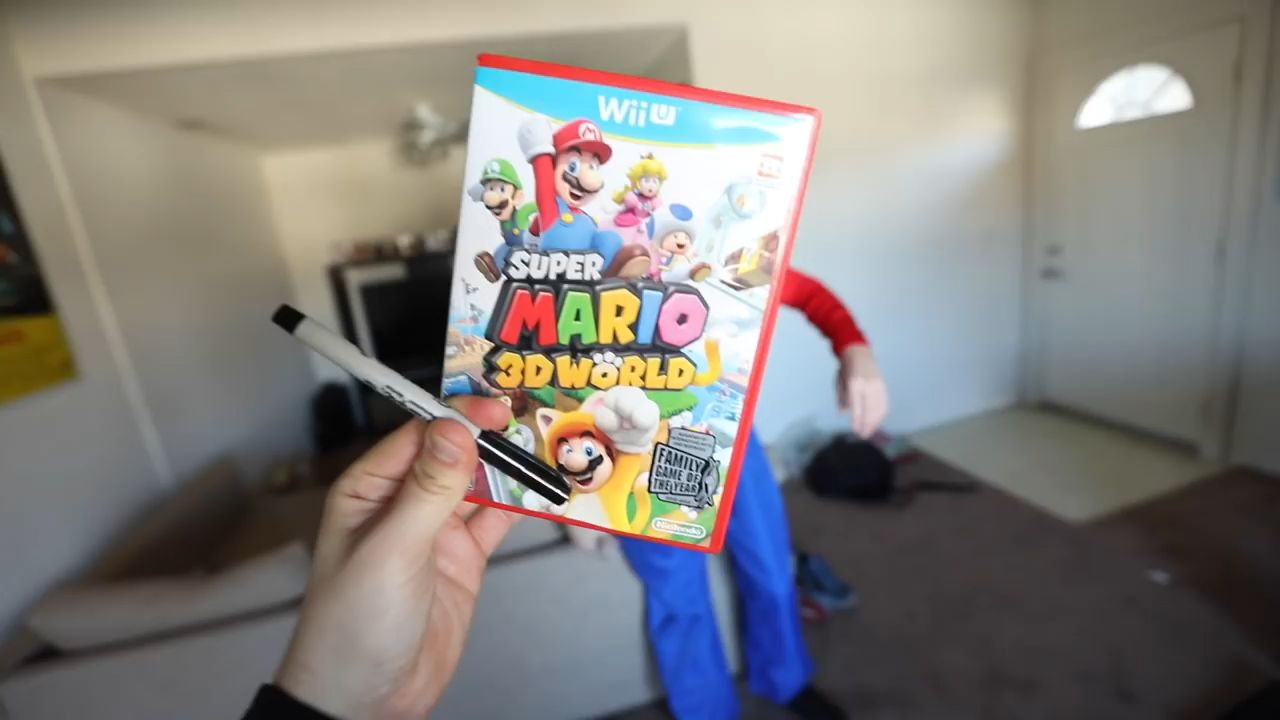 Wii U
M
SUPER
MARIO
3D WORLD
FAMILY
GAME OF
THE YEAR
Nintendo